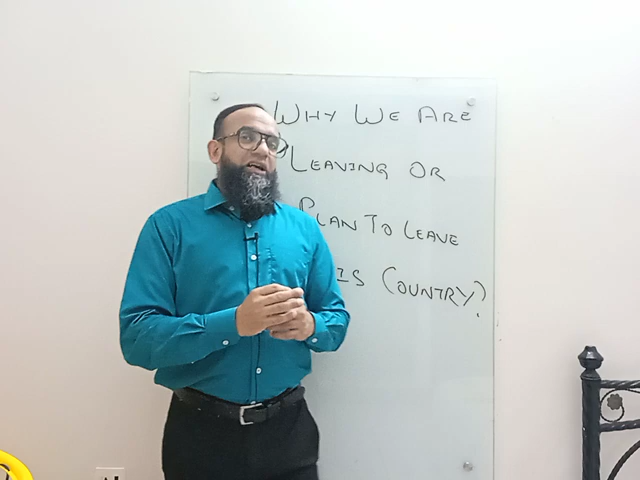 WHY WE ARE
LEAVING OR
PLAN TO LEAVE
IS COUNTRY?